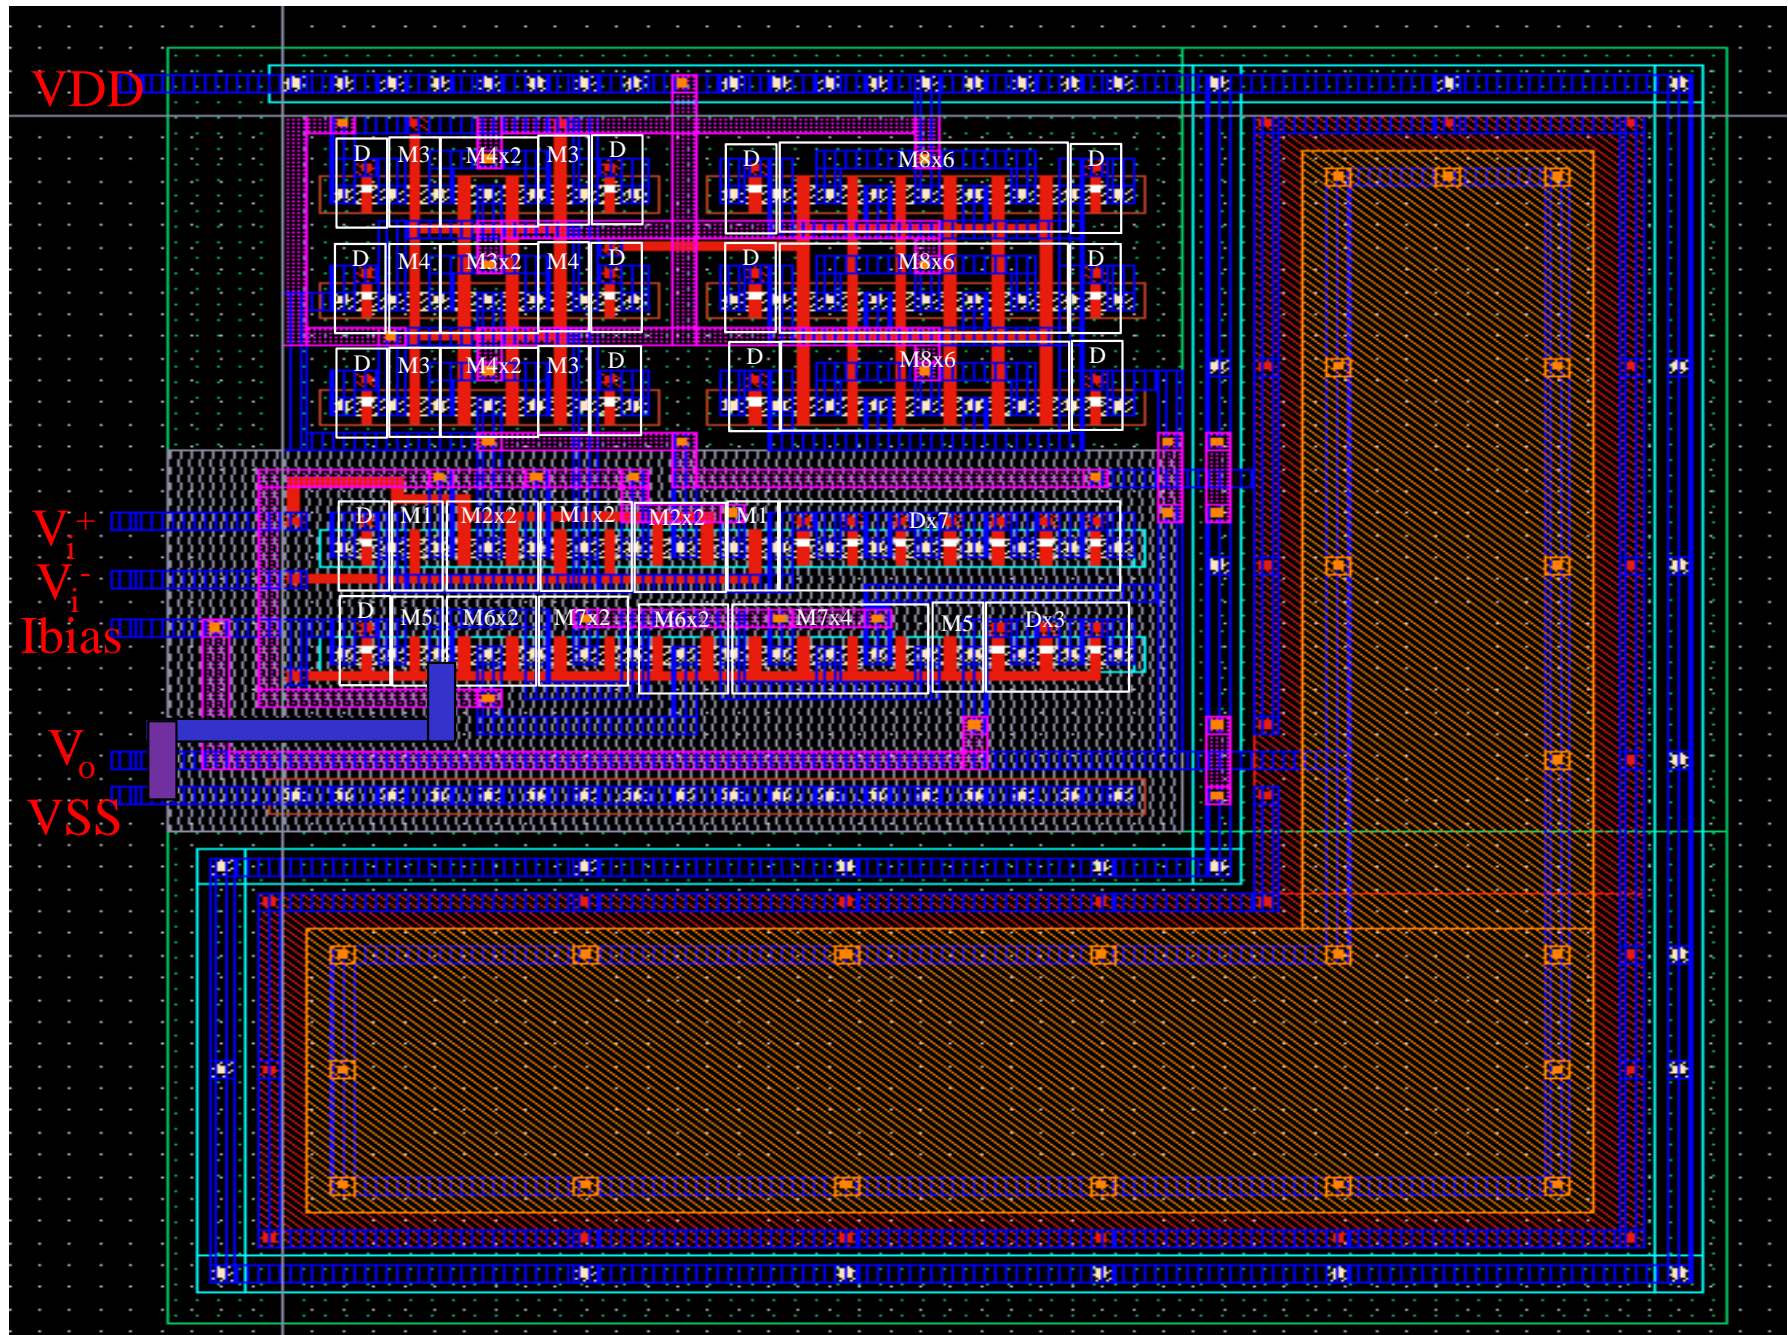 VDD
D M3 M4x2 M3 D D M8x6 D
D M4 M3x2 M4 D D M8x6 D
D M3 M4x2 M3 D D M8x6 D
Vi+
D M1 M2x2 M1x2 M2x2 M1 Dx7
Vi-
Ibias
D M5 M6x2 M7x2 M6x2 M7x4 M5 Dx3
Vo
VSS